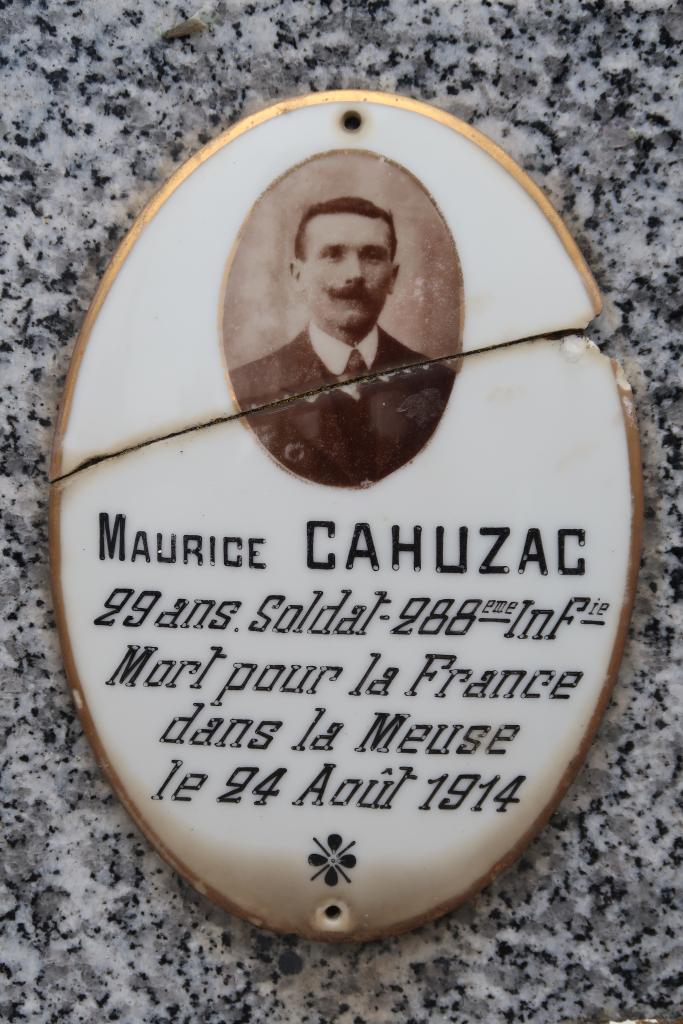 MAURICE CAHUZAC
29 ans. Soldat-288ème Infie
Mort pour la France
dans la Meuse
le 24 Août 1914